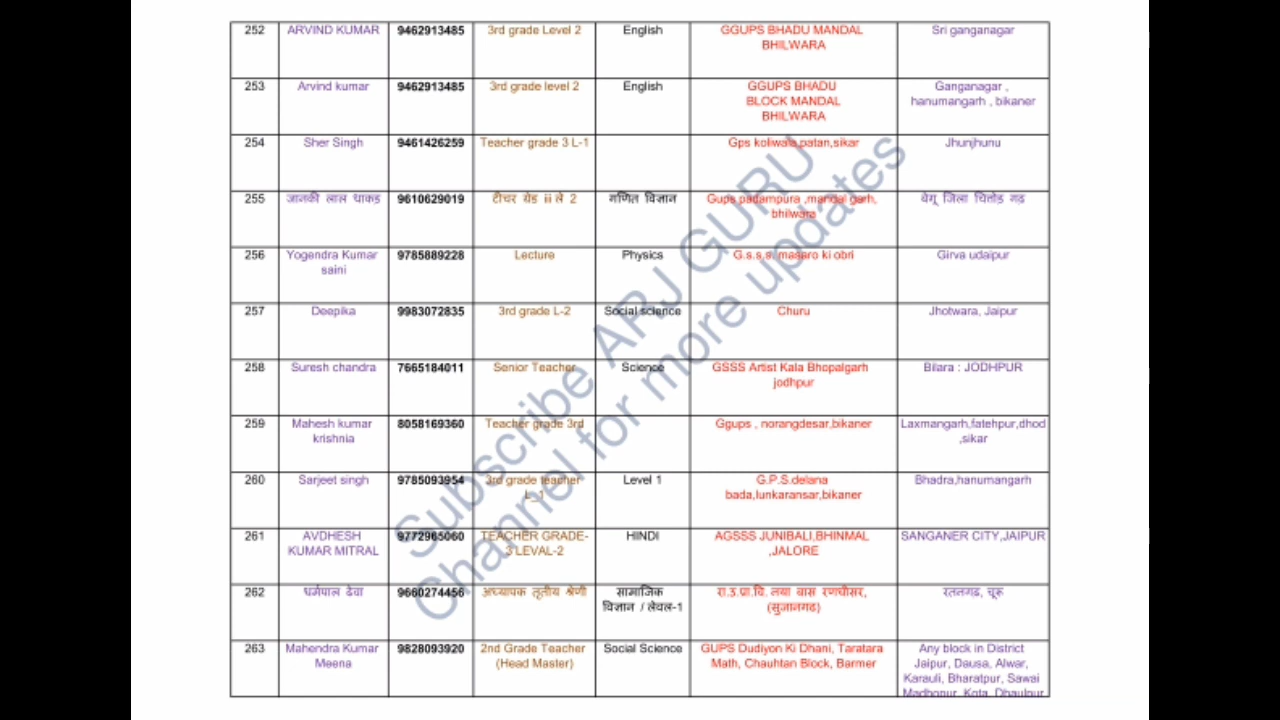 252 ARVIND KUMAR 9462913485 3rd grade Level 2 English GGUPS BHADU MANDAL Sri ganganagar
BHILWARA
253 Arvind kumar 9462913485 3rd grade level 2 English GGUPS BHADU Ganganagar ,
BLOCK MANDAL hanumangarh , bikaner
BHILWARA
254 Sher Singh 9461426259 Teacher grade 3 L-1 Gps koliwala,patan,sikar Jhunjhunu
255 जानकी लाल धाकड़ 9610629019 टीचर ग्रेड iii ले 2 गणित विज्ञान Gups padampura ,mandal garh, बेगू जिला चितोड गढ
bhilwara
256 Yogendra Kumar 9785889228 Lecture Physics G.s.s.s. masaro ki obri Girva udaipur
saini
257 Deepika 9983072835 3rd grade L-2 Social science Churu Jhotwara, Jaipur
258 Suresh chandra 7665184011 Senior Teacher Science GSSS Artist Kala Bhopalgarh Bilara : JODHPUR
jodhpur
259 Mahesh kumar 8058169360 Teacher grade 3rd Ggups , norangdesar,bikaner Laxmangarh,fatehpur,dhod
krishnia ,sikar
260 Sarjeet singh 9785093954 3rd grade teacher Level 1 G.P.S.delana Bhadra,hanumangarh
L_1 bada,lunkaransar,bikaner
261 AVDHESH 9772965060 TEACHER GRADE- HINDI AGSSS JUNIBALI,BHINMAL SANGANER CITY,JAIPUR
KUMAR MITRAL 3 LEVAL-2 ,JALORE
262 धर्मपाल ढेवा 9660274456 अध्यापक तृतीय श्रेणी सामाजिक रा.उ.प्रा.वि. नया बास रणधीसर, रतनगढ, चूरू
विज्ञान / लेवल-1 (सुजानगढ)
263 Mahendra Kumar 9828093920 2nd Grade Teacher Social Science GUPS Dudiyon Ki Dhani, Taratara Any block in District
Meena (Head Master) Math, Chauhtan Block, Barmer Jaipur, Dausa, Alwar,
Karauli, Bharatpur, Sawai
Madhopur, Kota, Dhaulpur
Subscribe ARJ GURU
Channel for more updates